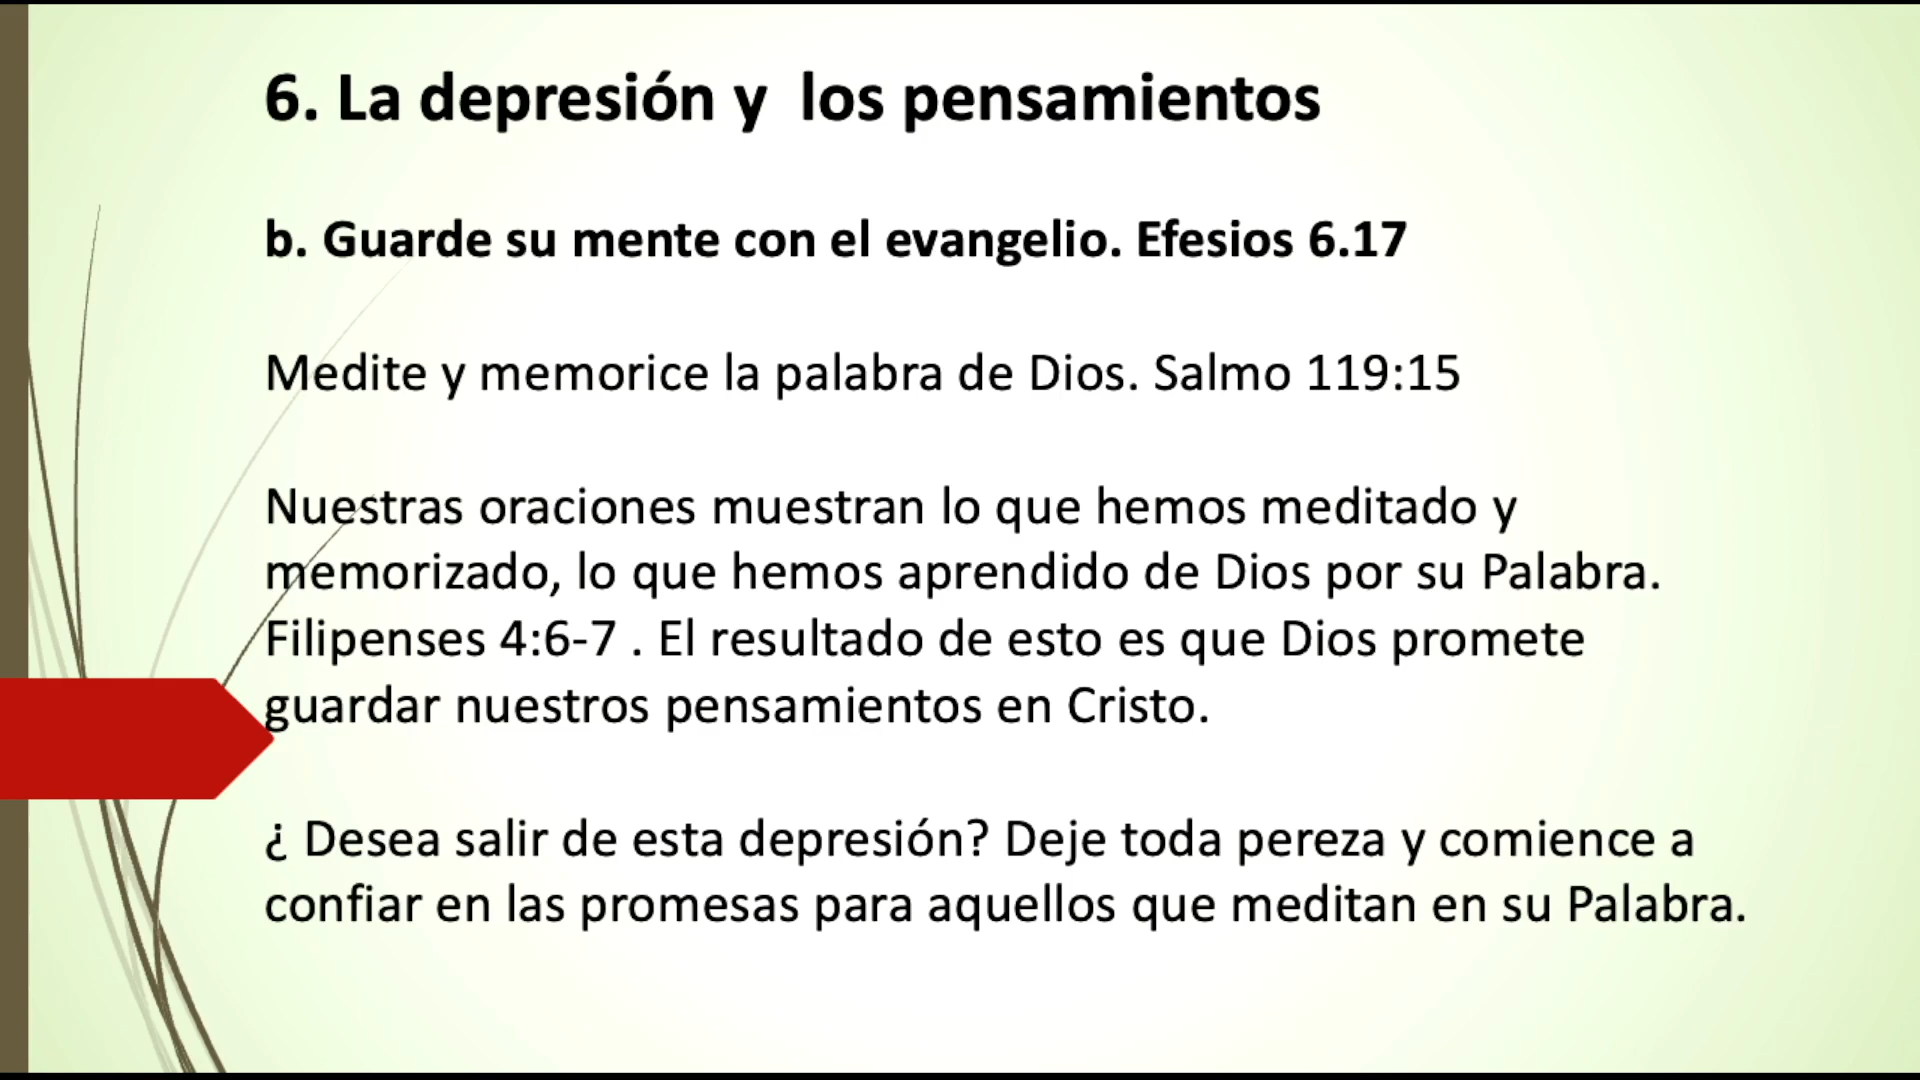 6. La depresión y  los pensamientos
b. Guarde su mente con el evangelio. Efesios 6.17
Medite y memorice la palabra de Dios. Salmo 119:15
Nuestras oraciones muestran lo que hemos meditado y
memorizado, lo que hemos aprendido de Dios por su Palabra.
Filipenses 4:6-7 . El resultado de esto es que Dios promete
guardar nuestros pensamientos en Cristo.
¿ Desea salir de esta depresión? Deje toda pereza y comience a
confiar en las promesas para aquellos que meditan en su Palabra.